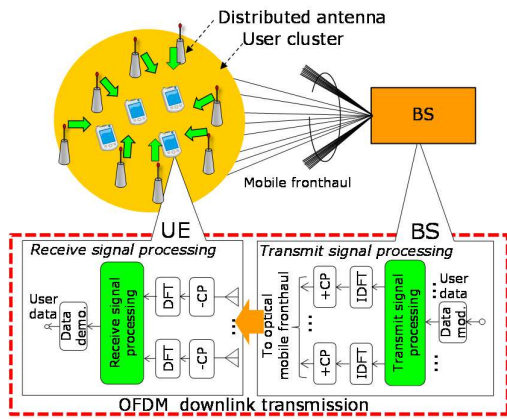 Distributed antenna
User cluster
BS
Mobile fronthaul
UE
BS
Receive signal processing
Transmit signal processing
User
data
Data
demo.
Receive signal
processing
DFT
-CP
DFT
-CP
...
To optical
mobile fronthaul
+CP
IDFT
...
+CP
IDFT
Transmit signal
processing
...
User
data
Data
mod.
...
OFDM downlink transmission